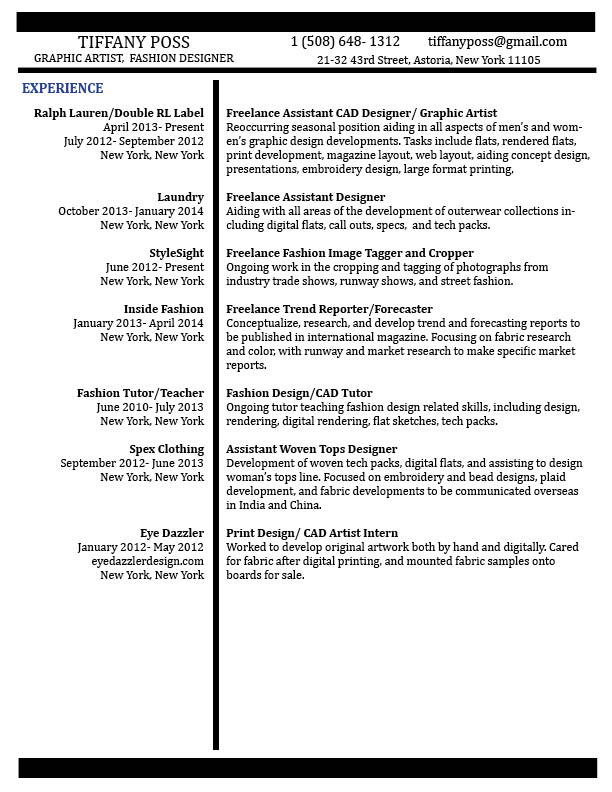 TIFFANY POSS
GRAPHIC ARTIST,  FASHION DESIGNER
1 (508) 648- 1312
tiffanyposs@gmail.com
21-32 43rd Street, Astoria, New York 11105
EXPERIENCE
Ralph Lauren/Double RL Label
April 2013- Present
July 2012- September 2012
New York, New York
Freelance Assistant CAD Designer/ Graphic Artist
Reoccurring seasonal position aiding in all aspects of men's and wom-
en's graphic design developments. Tasks include flats, rendered flats,
print development, magazine layout, web layout, aiding concept design,
presentations, embroidery design, large format printing,
Laundry
October 2013- January 2014
New York, New York
Freelance Assistant Designer
Aiding with all areas of the development of outerwear collections in-
cluding digital flats, call outs, specs,  and tech packs.
StyleSight
June 2012- Present
New York, New York
Freelance Fashion Image Tagger and Cropper
Ongoing work in the cropping and tagging of photographs from
industry trade shows, runway shows, and street fashion.
Inside Fashion
January 2013- April 2014
New York, New York
Freelance Trend Reporter/Forecaster
Conceptualize, research, and develop trend and forecasting reports to
be published in international magazine. Focusing on fabric research
and color, with runway and market research to make specific market
reports.
Fashion Tutor/Teacher
June 2010- July 2013
New York, New York
Fashion Design/CAD Tutor
Ongoing tutor teaching fashion design related skills, including design,
rendering, digital rendering, flat sketches, tech packs.
Spex Clothing
September 2012- June 2013
New York, New York
Assistant Woven Tops Designer
Development of woven tech packs, digital flats, and assisting to design
woman's tops line. Focused on embroidery and bead designs, plaid
development, and fabric developments to be communicated overseas
in India and China.
Eye Dazzler
January 2012- May 2012
eyedazzlerdesign.com
New York, New York
Print Design/ CAD Artist Intern
Worked to develop original artwork both by hand and digitally. Cared
for fabric after digital printing, and mounted fabric samples onto
boards for sale.